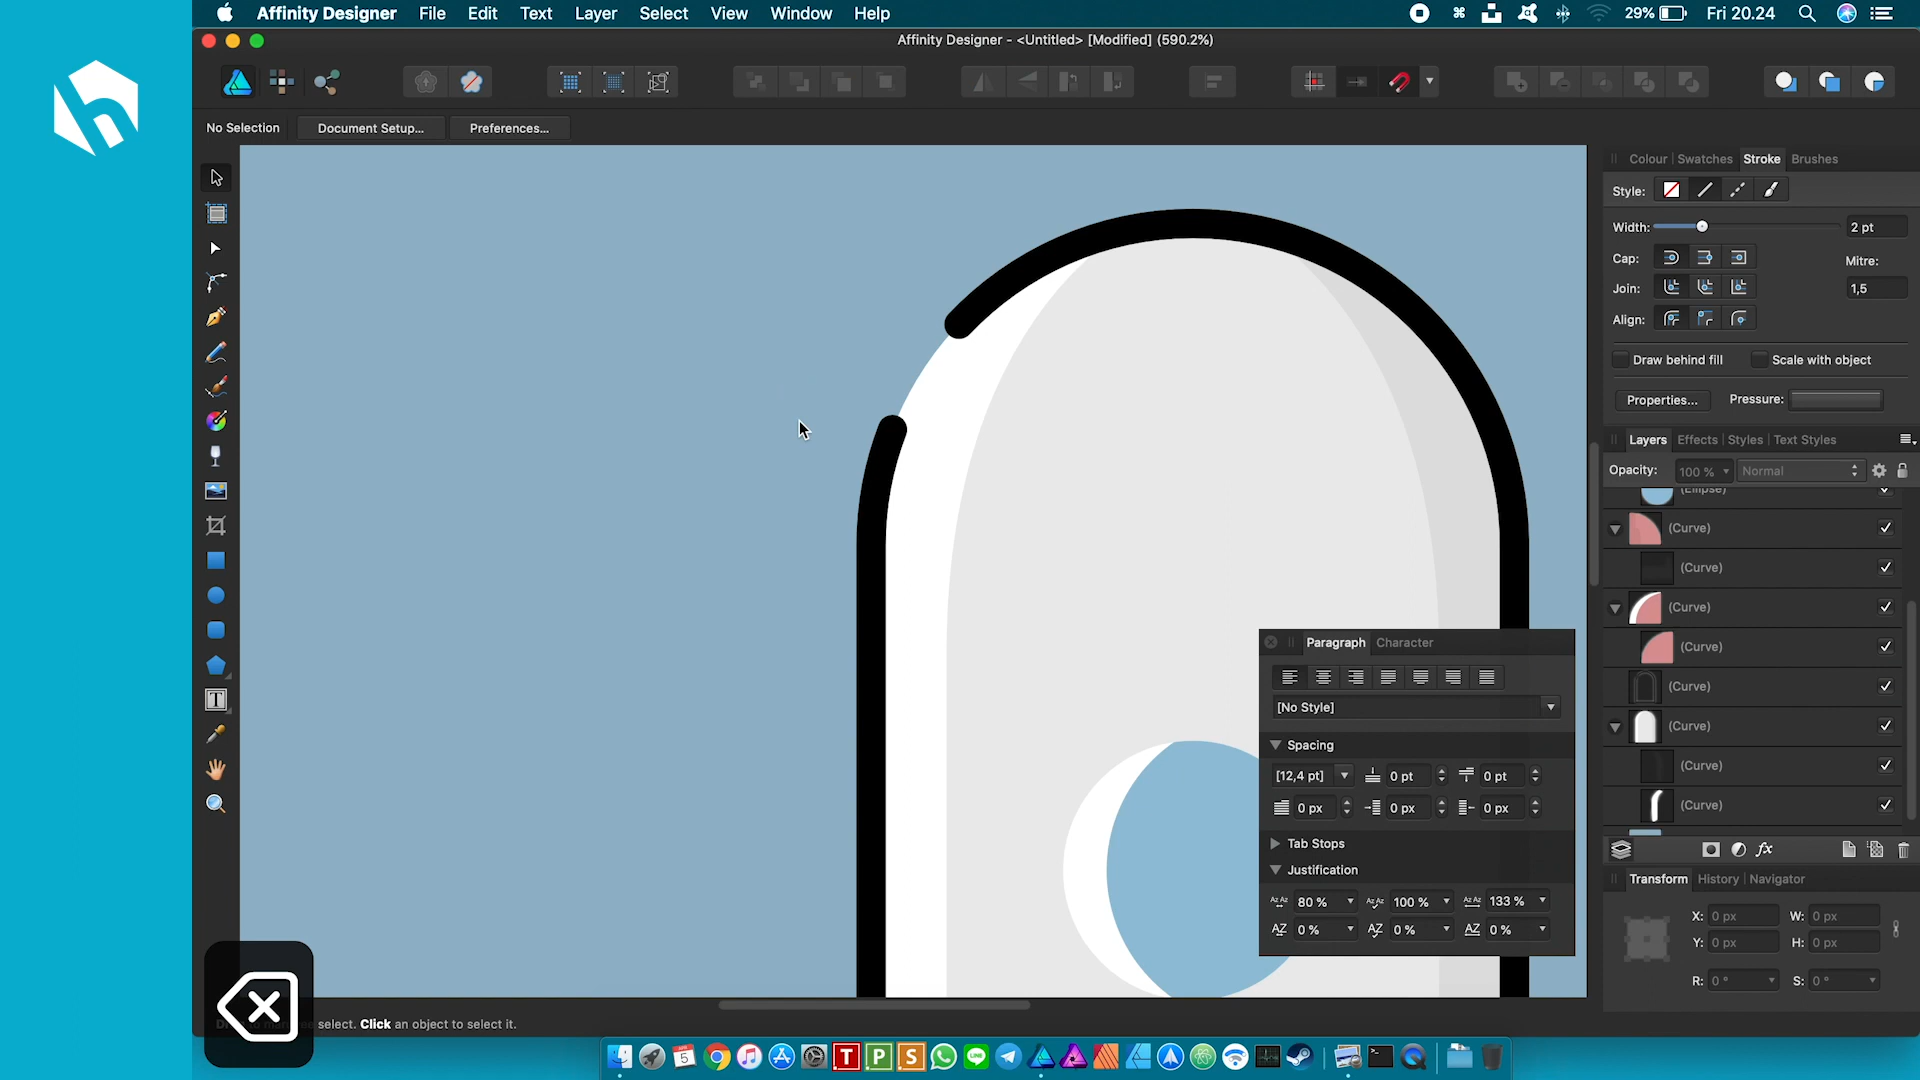 Affinity Designer File Edit Text Layer Select View Window Help
29% Fri 20.24
Affinity Designer - <Untitled> [Modified] (590.2%)
No Selection Document Setup... Preferences...
Colour Swatches Stroke Brushes
Style:
Width: 2 pt
Cap: Mitre:
Join: 1,5
Align:
Draw behind fill Scale with object
Properties... Pressure:
Layers Effects Styles Text Styles
Opacity: 100 % Normal
(Ellipse)
(Curve)
(Curve)
(Curve)
(Curve)
(Curve)
(Curve)
(Curve)
(Curve)
Paragraph Character
[No Style]
Spacing
[12,4 pt] 0 pt 0 pt
0 px 0 px 0 px
Tab Stops
Justification
80 % 100 % 133 %
0 % 0 % 0 %
Transform History Navigator
X: 0 px W: 0 px
Y: 0 px H: 0 px
R: 0 ° S: 0 °
select. Click an object to select it.